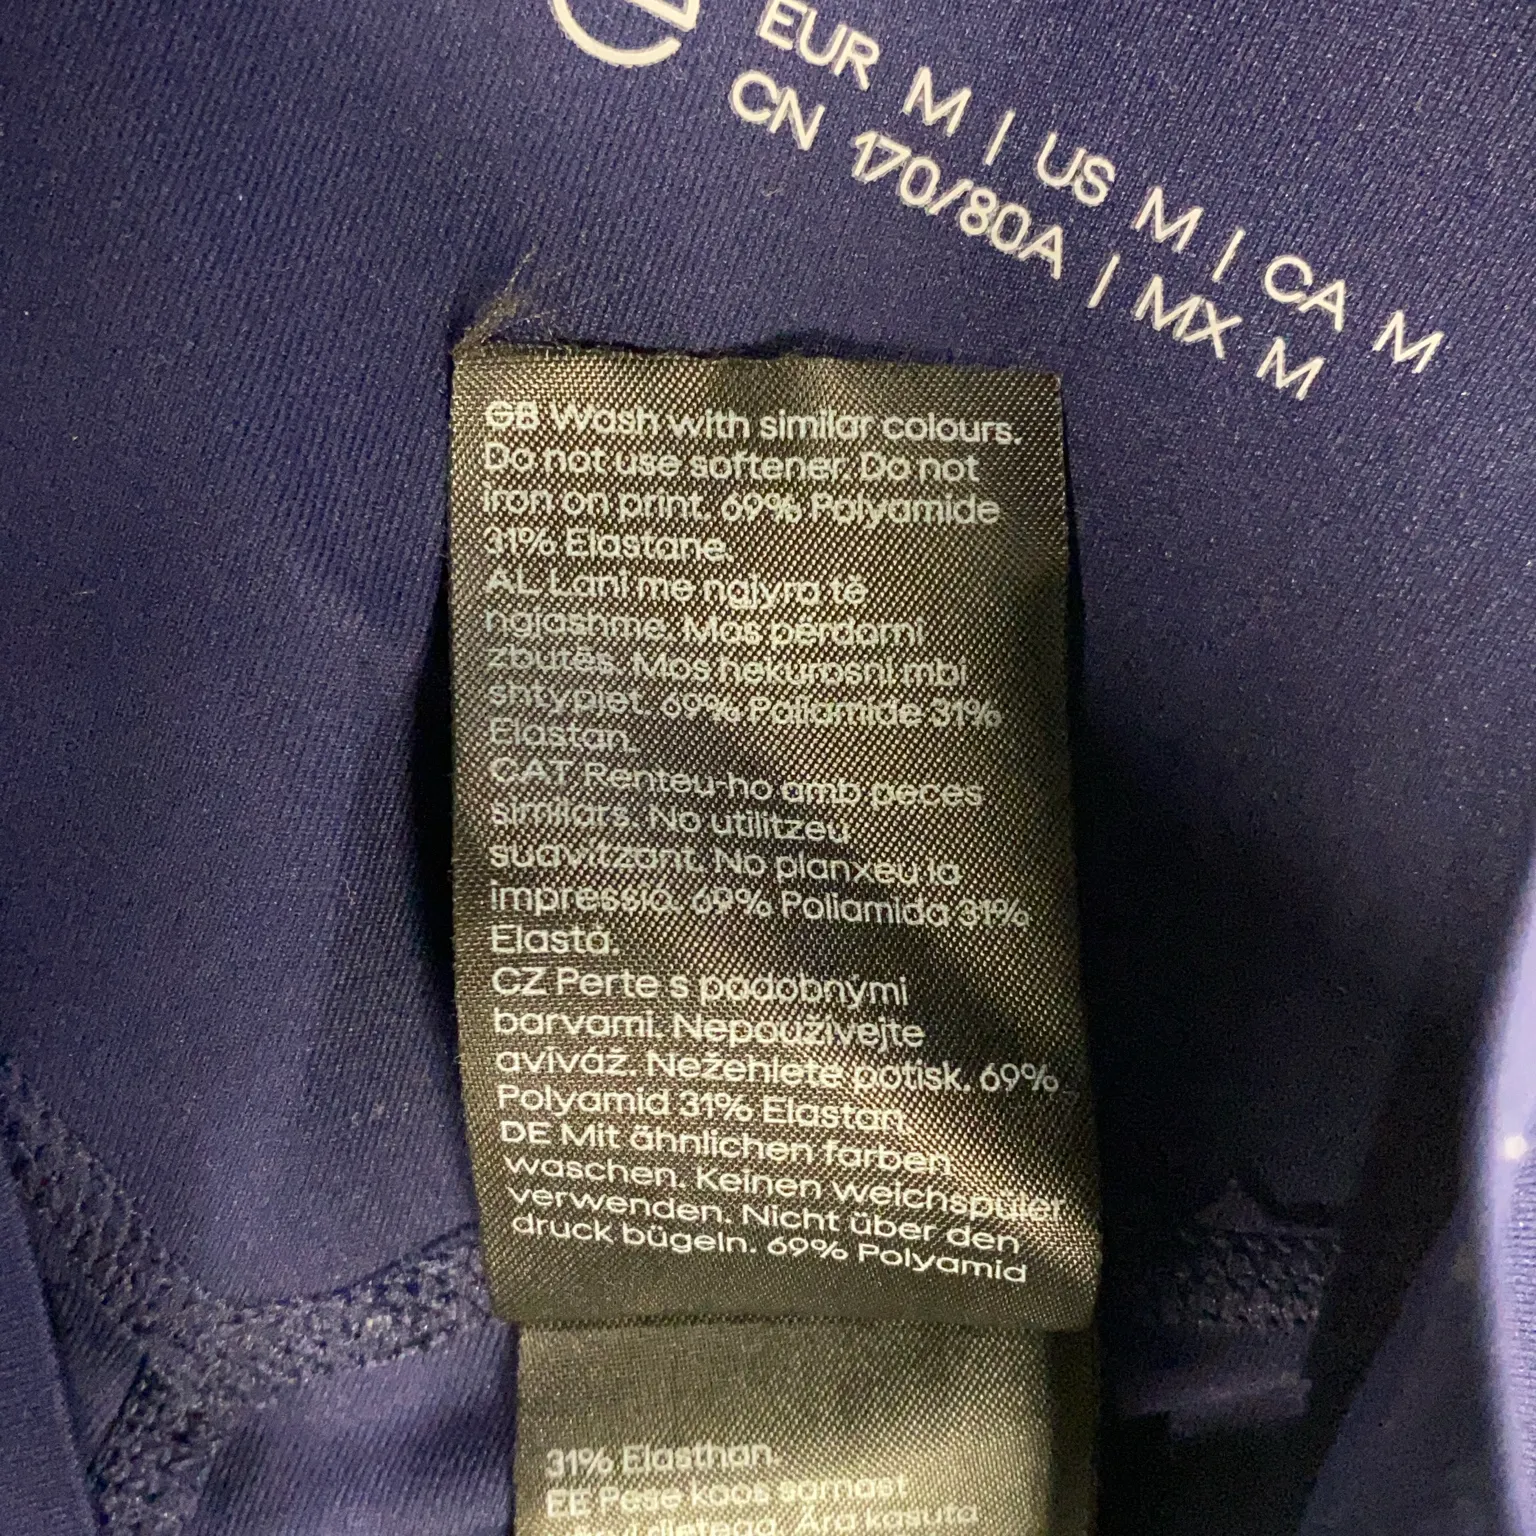 EUR M | US M | CA M
CN 170/80A | MX M
GB Wash with similar colours.
Do not use softener. Do not
iron on print. 69% Polyamide
31% Elastane.
AL Lani me ngjyra të
ngjashme. Mos përdorni
zbutës. Mos hekurosni mbi
shtypjet. 69% Poliamide 31%
Elastan.
CAT Renteu-ho amb peces
similars. No utilitzeu
suavitzant. No planxeu la
impressió. 69% Poliamida 31%
Elastà.
CZ Perte s podobnými
barvami. Nepoužívejte
aviváž. Nežehlete potisk. 69%
Polyamid 31% Elastan.
DE Mit ähnlichen farben
waschen. Keinen weichspüler
verwenden. Nicht über den
druck bügeln. 69% Polyamid
31% Elasthan.
EE Pese koos sarnast
Ära kasuta